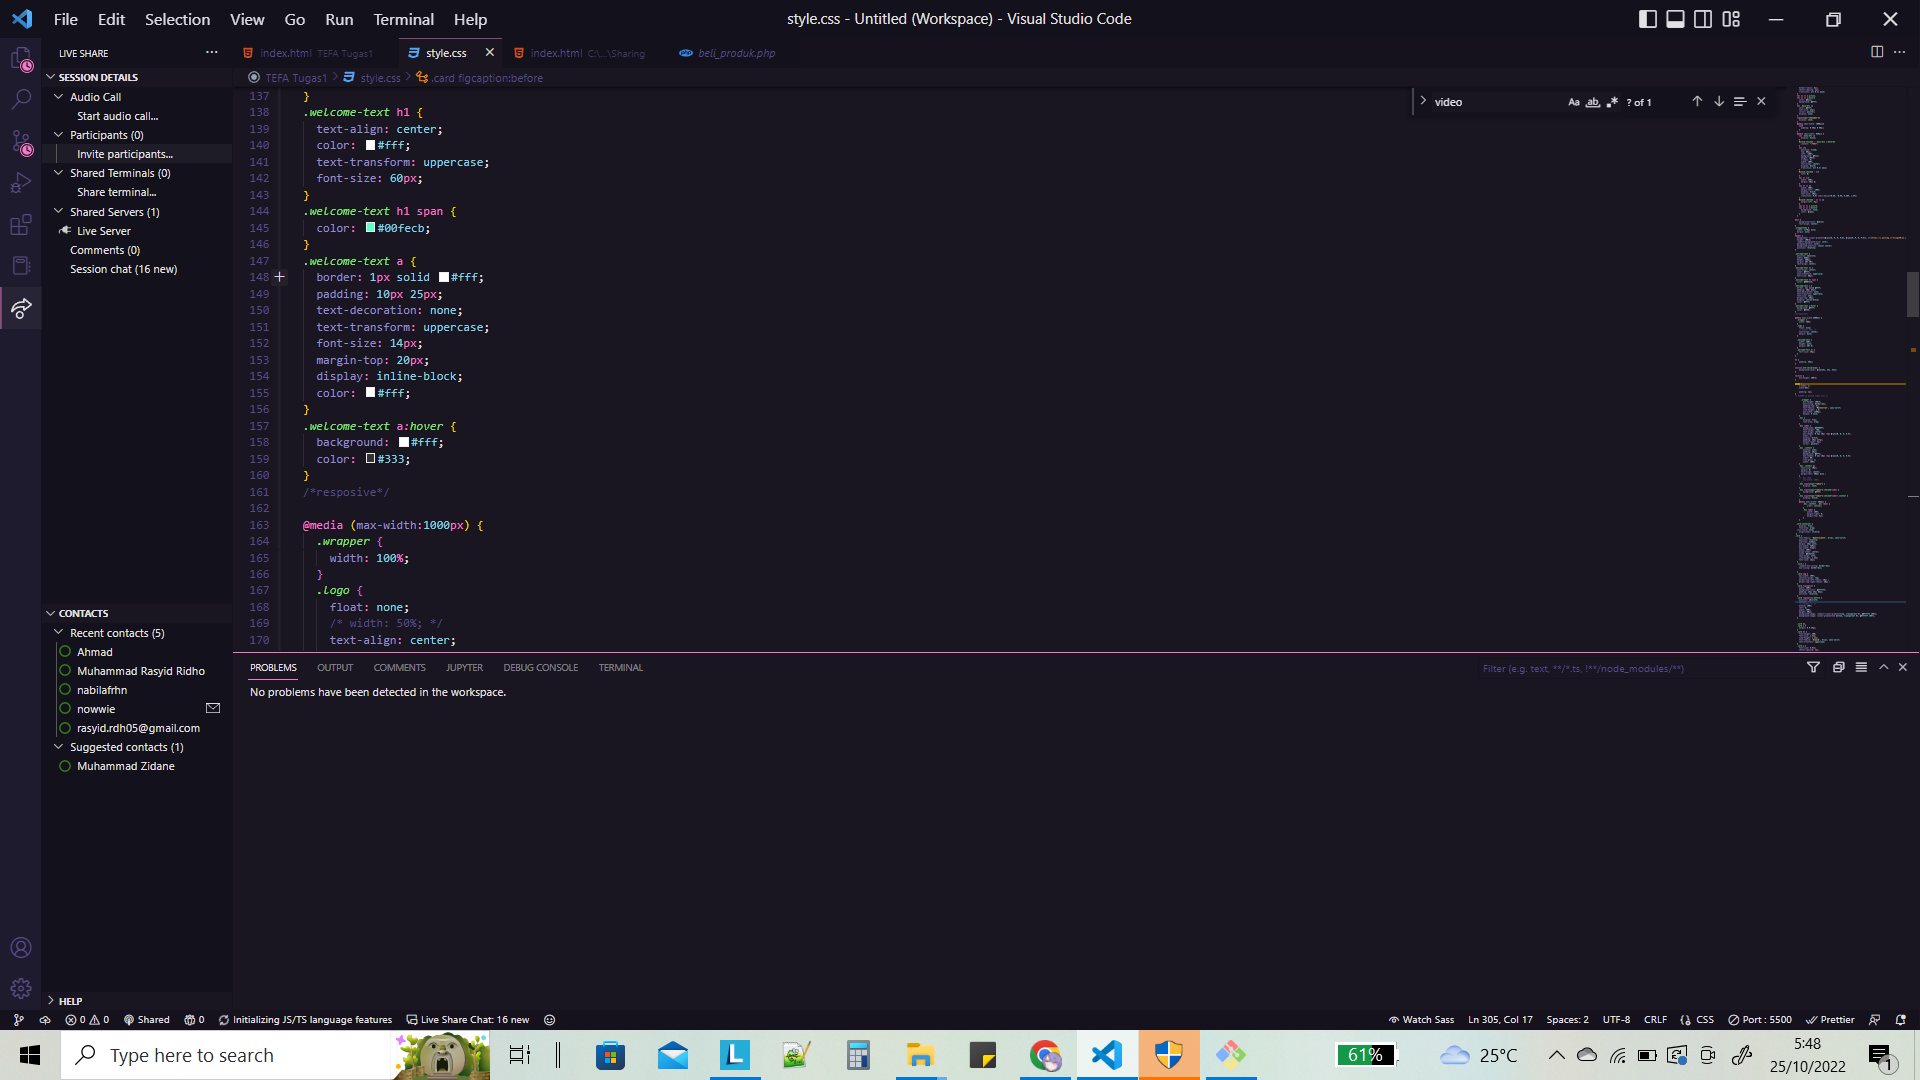 File Edit Selection View Go Run Terminal Help
style.css - Untitled (Workspace) - Visual Studio Code
LIVE SHARE
index.html TEFA Tugas1
style.css
index.html C:\...\Sharing
beli_produk.php
TEFA Tugas1 > style.css > .card figcaption:before
SESSION DETAILS
Audio Call
Start audio call...
Participants (0)
Invite participants...
Shared Terminals (0)
Share terminal...
Shared Servers (1)
Live Server
Comments (0)
Session chat (16 new)
video
Aa ab .* ? of 1
137 }
138 .welcome-text h1 {
139 text-align: center;
140 color: #fff;
141 text-transform: uppercase;
142 font-size: 60px;
143 }
144 .welcome-text h1 span {
145 color: #00fecb;
146 }
147 .welcome-text a {
148 border: 1px solid #fff;
149 padding: 10px 25px;
150 text-decoration: none;
151 text-transform: uppercase;
152 font-size: 14px;
153 margin-top: 20px;
154 display: inline-block;
155 color: #fff;
156 }
157 .welcome-text a:hover {
158 background: #fff;
159 color: #333;
160 }
161 /*resposive*/
162
163 @media (max-width:1000px) {
164 .wrapper {
165 width: 100%;
166 }
167 .logo {
168 float: none;
169 /* width: 50%; */
170 text-align: center;
CONTACTS
Recent contacts (5)
Ahmad
Muhammad Rasyid Ridho
nabilafrhn
nowwie
rasyid.rdh05@gmail.com
Suggested contacts (1)
Muhammad Zidane
HELP
PROBLEMS OUTPUT COMMENTS JUPYTER DEBUG CONSOLE TERMINAL
Filter (e.g. text, **/*.ts, !**/node_modules/**)
No problems have been detected in the workspace.
0 0 Shared 0 Initializing JS/TS language features Live Share Chat: 16 new
Watch Sass Ln 305, Col 17 Spaces: 2 UTF-8 CRLF CSS Port : 5500 Prettier
Type here to search
L
61%
25°C
5:48
25/10/2022
1